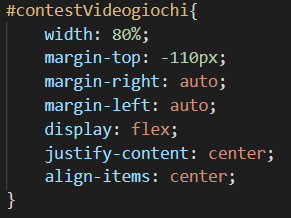 #contestVideogiochi{
    width: 80%;
    margin-top: -110px;
    margin-right: auto;
    margin-left: auto;
    display: flex;
    justify-content: center;
    align-items: center;
}